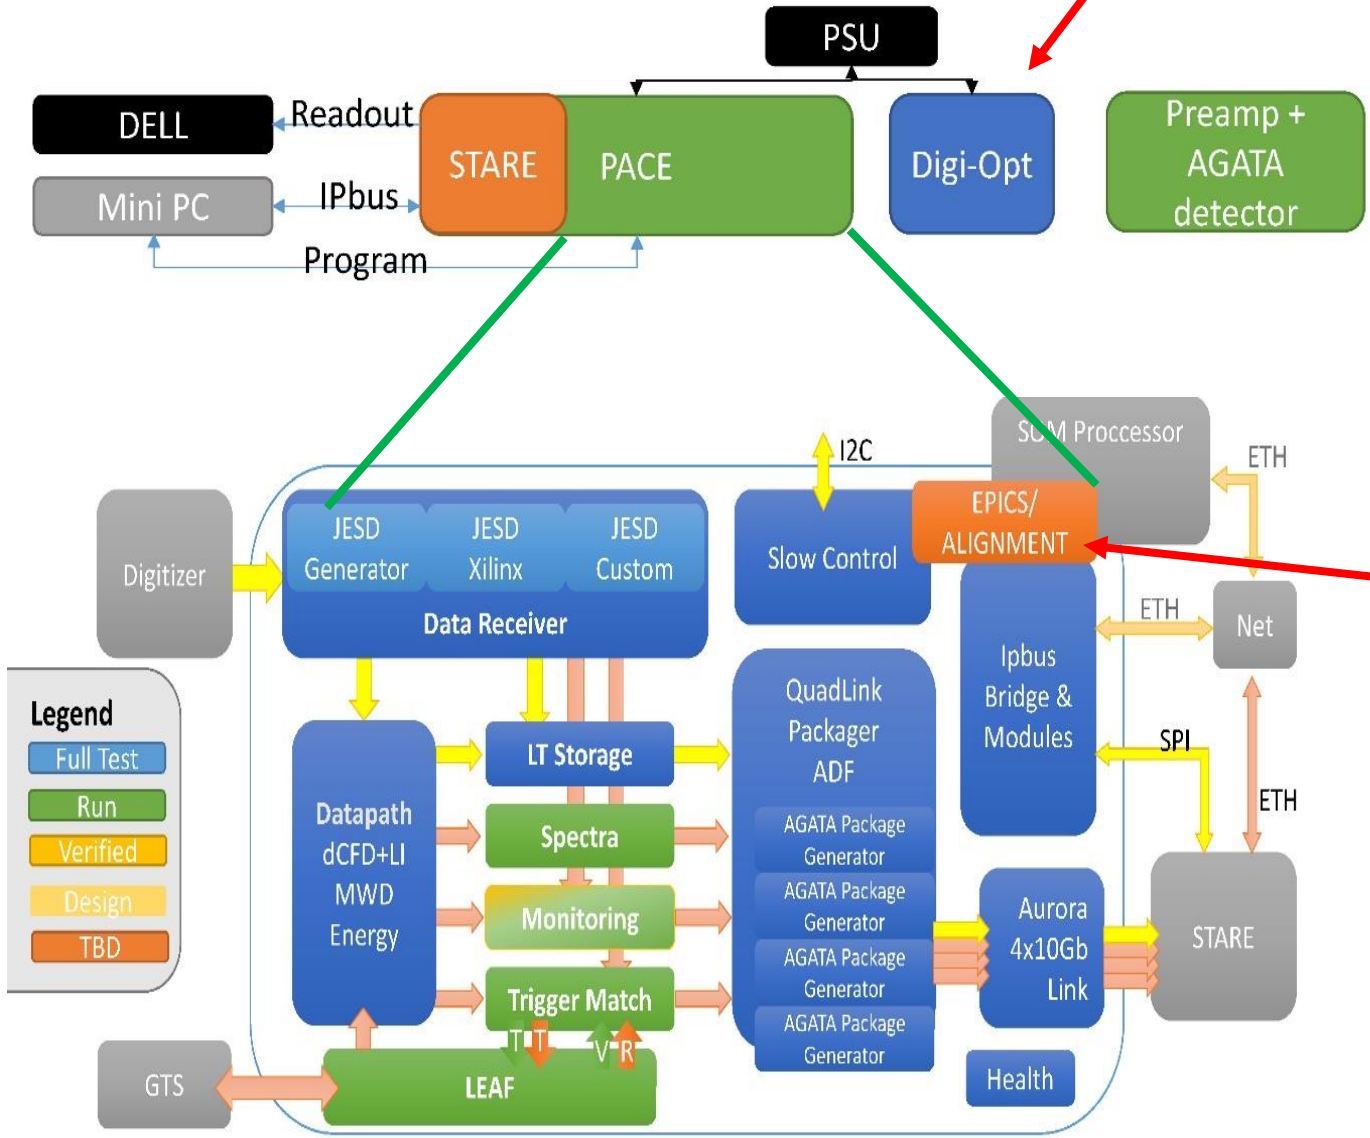 PSU
DELL
Readout
STARE
PACE
Digi-Opt
Preamp +
AGATA
detector
Mini PC
IPbus
Program
SOM Proccessor
I2C
ETH
EPICS/
ALIGNMENT
JESD
Generator
JESD
Xilinx
JESD
Custom
Data Receiver
Slow Control
Digitizer
ETH
Net
Ipbus
Bridge &
Modules
SPI
ETH
Legend
Full Test
Run
Verified
Design
TBD
Datapath
dCFD+LI
MWD
Energy
LT Storage
Spectra
Monitoring
Trigger Match
QuadLink
Packager
ADF
AGATA Package
Generator
AGATA Package
Generator
AGATA Package
Generator
AGATA Package
Generator
Aurora
4x10Gb
Link
STARE
T T V R
GTS
LEAF
Health